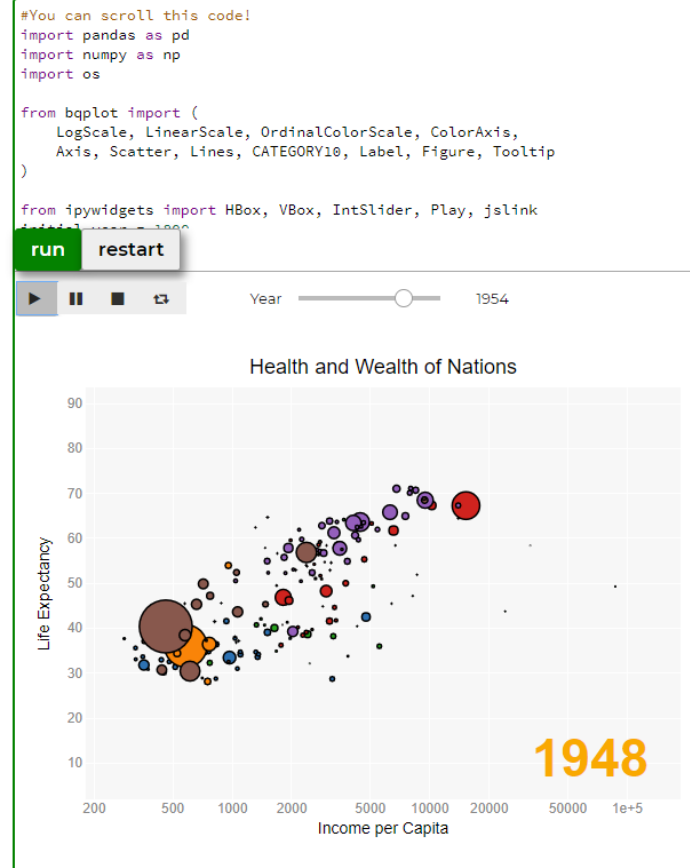 #You can scroll this code!
import pandas as pd
import numpy as np
import os
from bqplot import (
LogScale, LinearScale, OrdinalColorScale, ColorAxis,
Axis, Scatter, Lines, CATEGORY10, Label, Figure, Tooltip
)
from ipywidgets import HBox, VBox, IntSlider, Play, jslink
run restart
Year 1954
Health and Wealth of Nations
90
80
70
60
50
40
30
20
10
Life Expectancy
1948
200 500 1000 2000 5000 10000 20000 50000 1e+5
Income per Capita